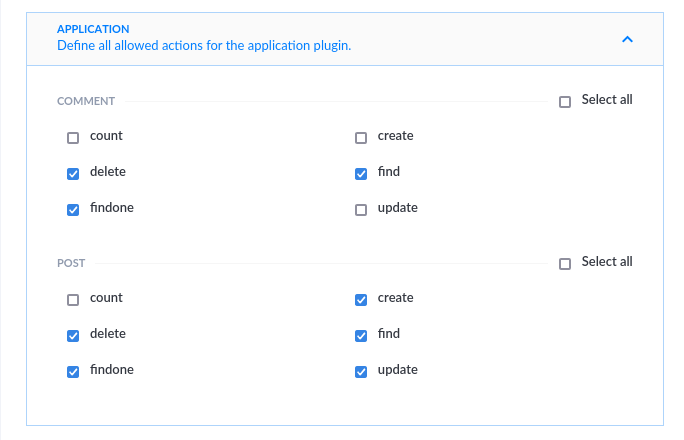 APPLICATION
Define all allowed actions for the application plugin.
COMMENT Select all
count create
delete find
findone update
POST Select all
count create
delete find
findone update